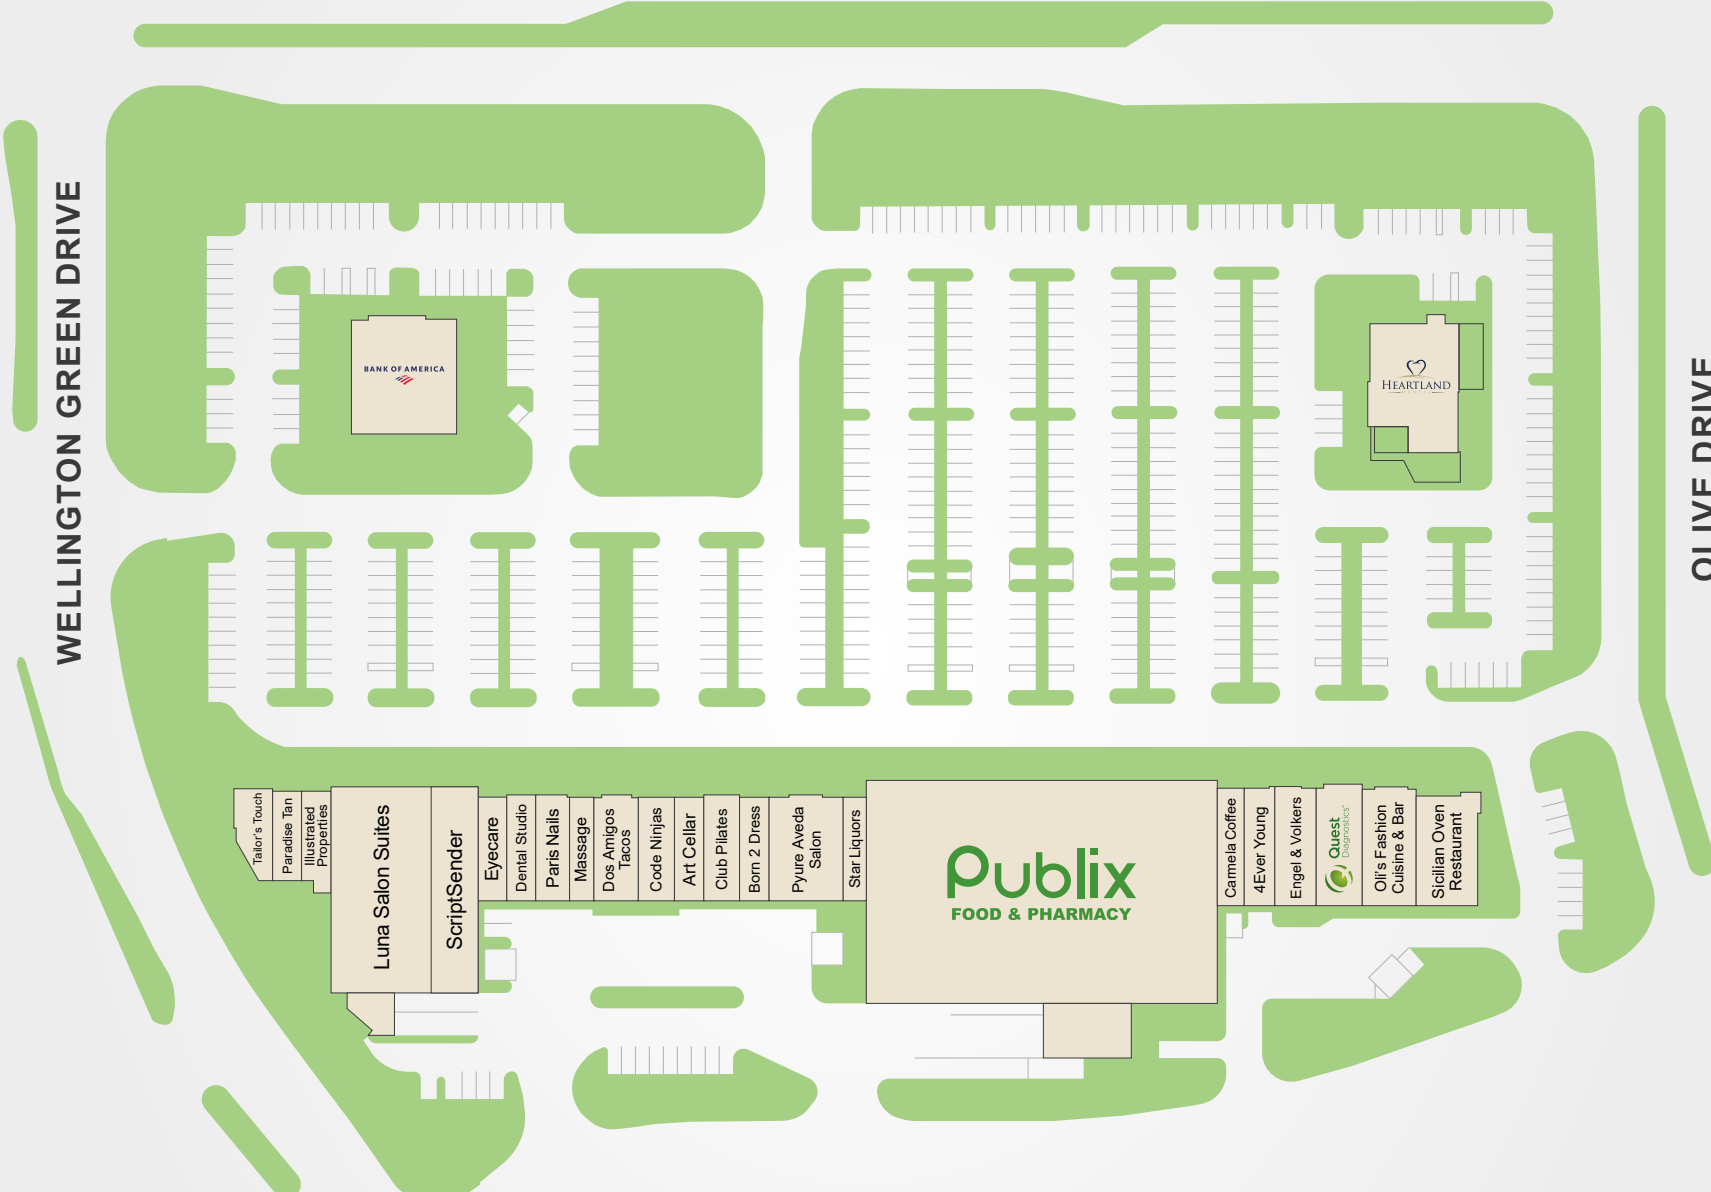 WELLINGTON GREEN DRIVE
BANK OF AMERICA
HEARTLAND
DENTAL
OLIVE DRIVE
Tailor's Touch
Paradise Tan
Illustrated
Properties
Luna Salon Suites
ScriptSender
Eyecare
Dental Studio
Paris Nails
Massage
Dos Amigos
Tacos
Code Ninjas
Art Cellar
Club Pilates
Born 2 Dress
Pyure Aveda
Salon
Star Liquors
Publix
FOOD & PHARMACY
Carmela Coffee
4Ever Young
Engel & Volkers
Quest
Diagnostics™
Oli's Fashion
Cuisine & Bar
Sicilian Oven
Restaurant